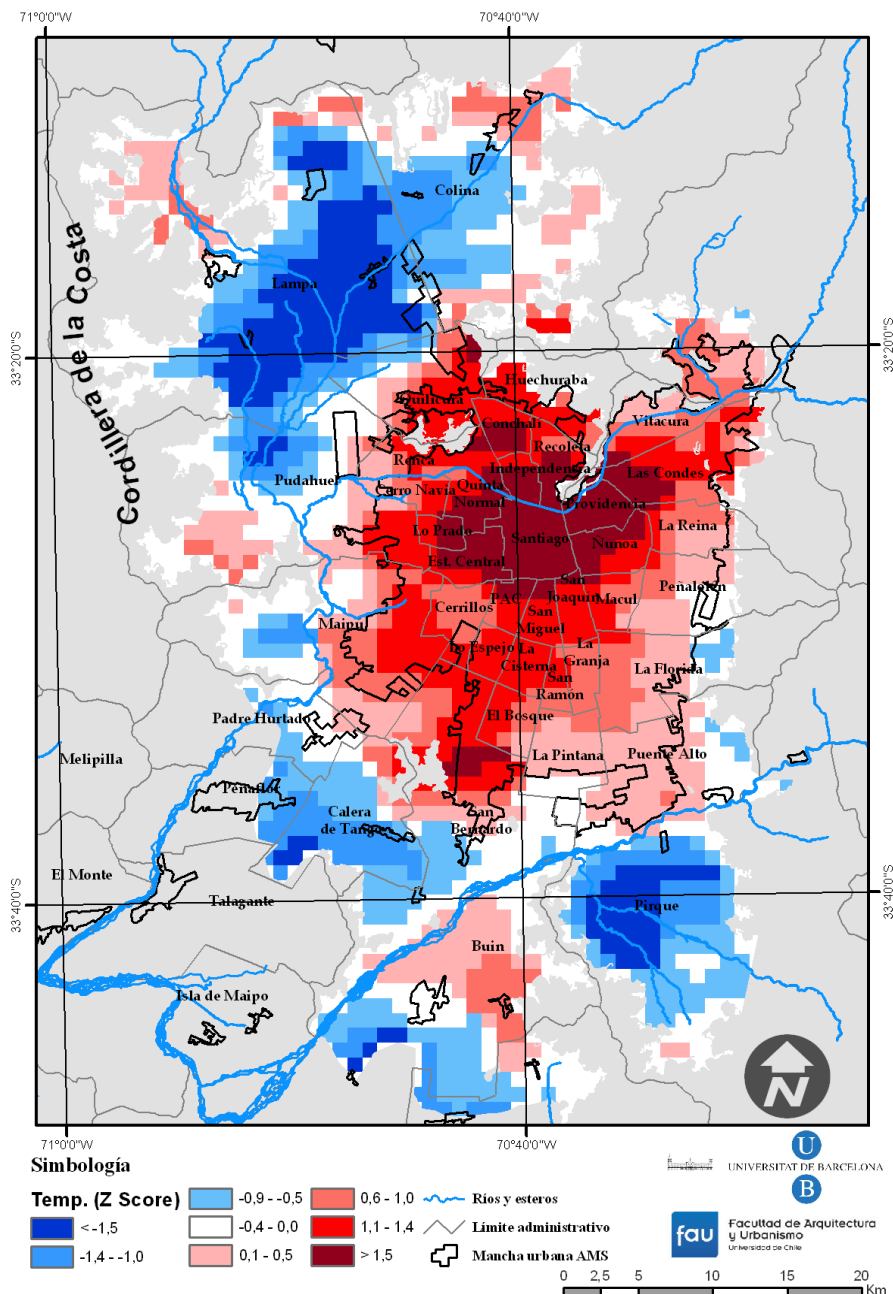 71°0'0"W
70°40'0"W
Colina
Cordillera de la Costa
Lampa
33°20'0"S
33°20'0"S
Huechuraba
Quilicura
Conchalí
Vitacura
Recoleta
Renca
Independencia
Las Condes
Pudahuel
Quinta
Normal
erro Navia
Providencia
La Reina
Lo Prado
Santiago
Nunoa
Est. Central
San
Joaquín
Peñalolén
Cerrillos
PAC
Macul
San
Miguel
Maipú
Lo Espejo
La
Cisterna
La
Granja
La Florida
San
Ramón
Padre Hurtado
El Bosque
Melipilla
La Pintana
Puente Alto
Peñaflor
Calera
de Tango
San
Bernardo
El Monte
33°40'0"S
33°40'0"S
Talagante
Pirque
Buin
Isla de Maipo
N
71°0'0"W
70°40'0"W
Simbología
Temp. (Z Score)
< -1,5
-1,4 - -1,0
-0,9 - -0,5
-0,4 - 0,0
0,1 - 0,5
0,6 - 1,0
1,1 - 1,4
> 1,5
Ríos y esteros
Límite administrativo
Mancha urbana AMS
U
UNIVERSITAT DE BARCELONA
B
fau
Facultad de Arquitectura
y Urbanismo
Universidad de Chile
0 2,5 5 10 15 20
Km